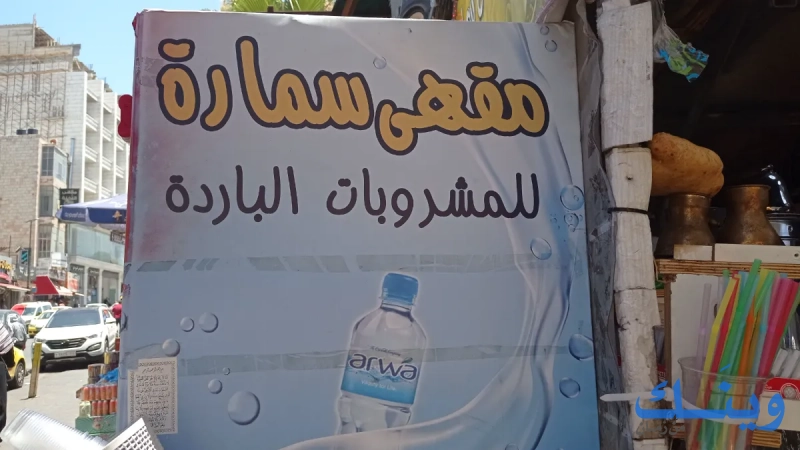 مقهى سمارة
للمشروبات الباردة
arwa
وينك